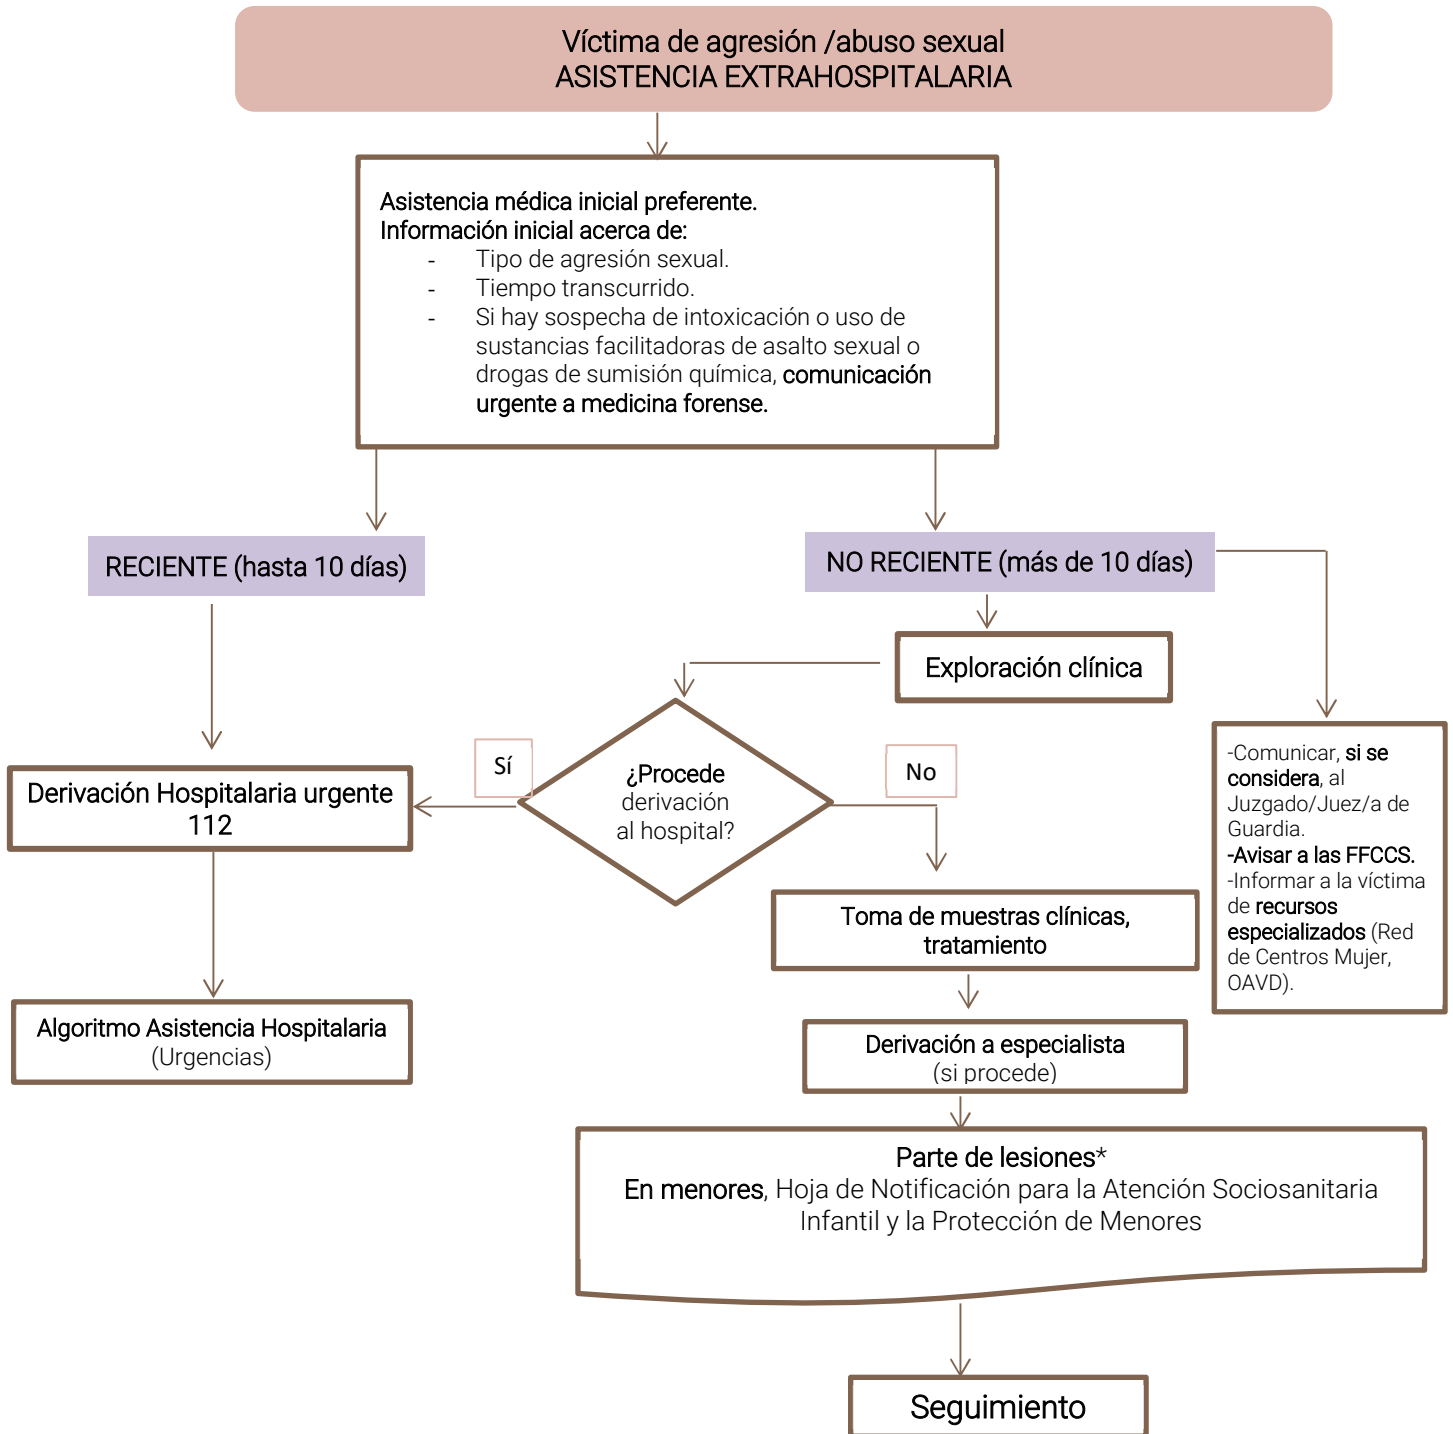 Víctima de agresión /abuso sexual
ASISTENCIA EXTRAHOSPITALARIA
Asistencia médica inicial preferente.
Información inicial acerca de:
- Tipo de agresión sexual.
- Tiempo transcurrido.
- Si hay sospecha de intoxicación o uso de
sustancias facilitadoras de asalto sexual o
drogas de sumisión química, comunicación
urgente a medicina forense.
RECIENTE (hasta 10 días)
NO RECIENTE (más de 10 días)
Exploración clínica
Sí
¿Procede
derivación
al hospital?
No
Derivación Hospitalaria urgente
112
-Comunicar, si se
considera, al
Juzgado/Juez/a de
Guardia.
-Avisar a las FFCCS.
-Informar a la víctima
de recursos
especializados (Red
de Centros Mujer,
OAVD).
Toma de muestras clínicas,
tratamiento
Algoritmo Asistencia Hospitalaria
(Urgencias)
Derivación a especialista
(si procede)
Parte de lesiones*
En menores, Hoja de Notificación para la Atención Sociosanitaria
Infantil y la Protección de Menores
Seguimiento